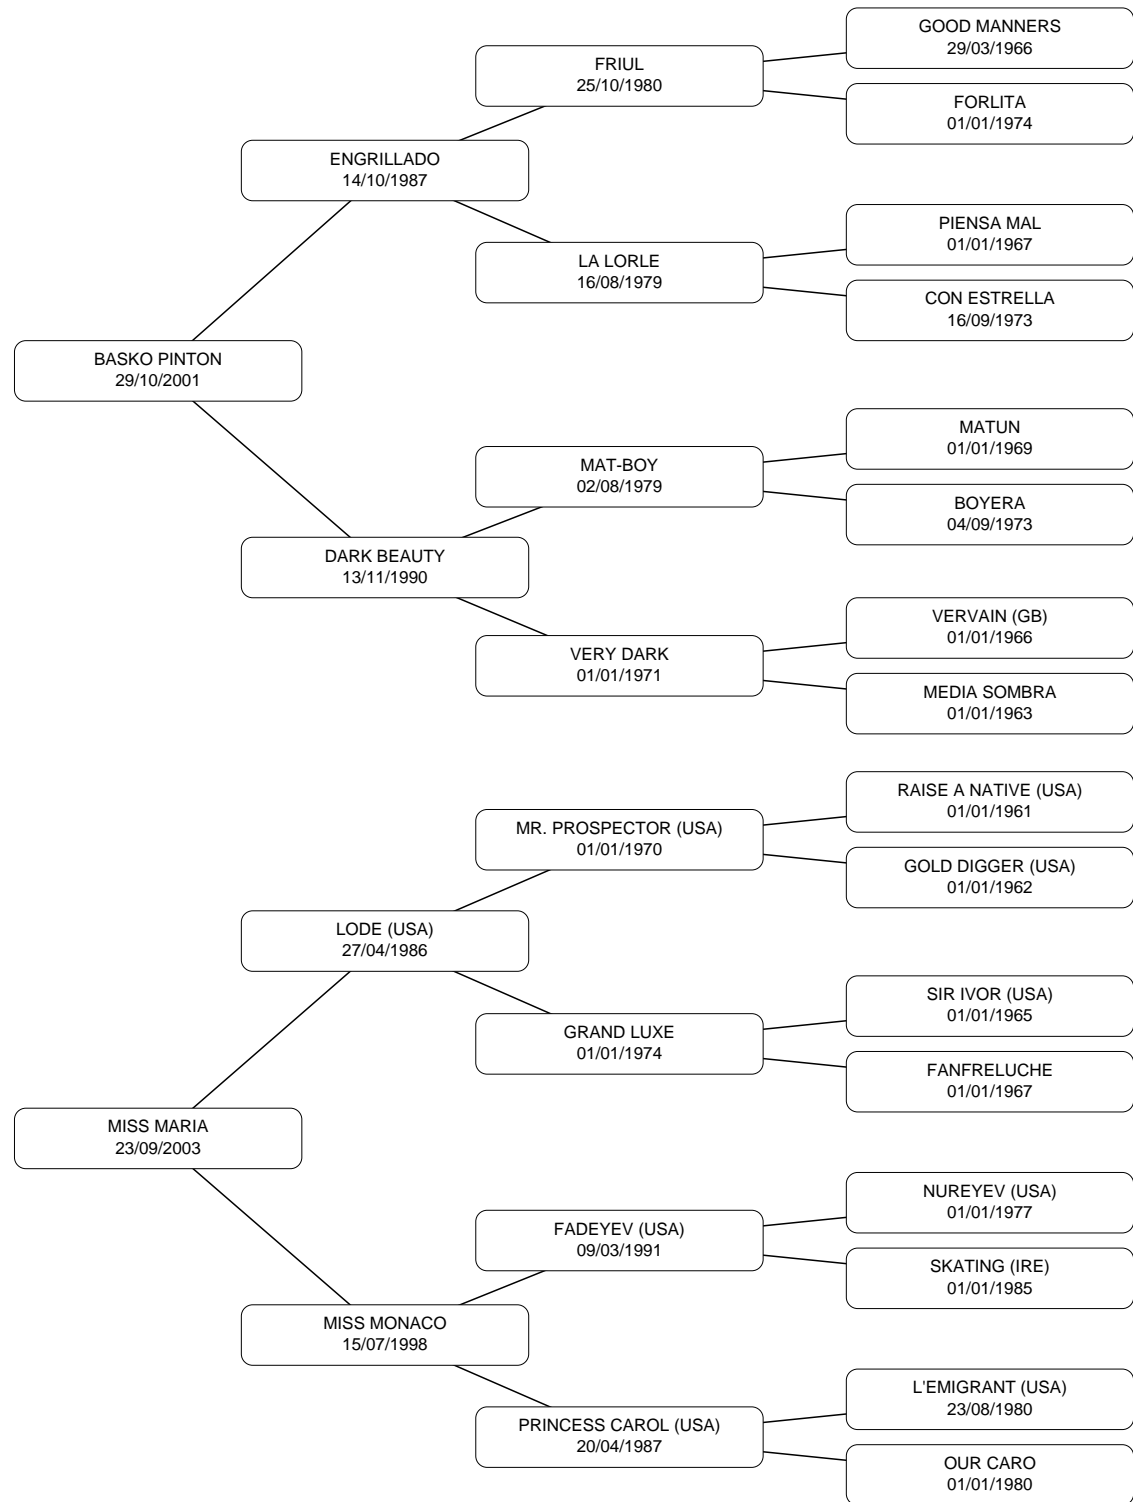 GOOD MANNERS
29/03/1966
FRIUL
25/10/1980
FORLITA
01/01/1974
ENGRILLADO
14/10/1987
PIENSA MAL
01/01/1967
LA LORLE
16/08/1979
CON ESTRELLA
16/09/1973
BASKO PINTON
29/10/2001
MATUN
01/01/1969
MAT-BOY
02/08/1979
BOYERA
04/09/1973
DARK BEAUTY
13/11/1990
VERVAIN (GB)
01/01/1966
VERY DARK
01/01/1971
MEDIA SOMBRA
01/01/1963
RAISE A NATIVE (USA)
01/01/1961
MR. PROSPECTOR (USA)
01/01/1970
GOLD DIGGER (USA)
01/01/1962
LODE (USA)
27/04/1986
SIR IVOR (USA)
01/01/1965
GRAND LUXE
01/01/1974
FANFRELUCHE
01/01/1967
MISS MARIA
23/09/2003
NUREYEV (USA)
01/01/1977
FADEYEV (USA)
09/03/1991
SKATING (IRE)
01/01/1985
MISS MONACO
15/07/1998
L'EMIGRANT (USA)
23/08/1980
PRINCESS CAROL (USA)
20/04/1987
OUR CARO
01/01/1980